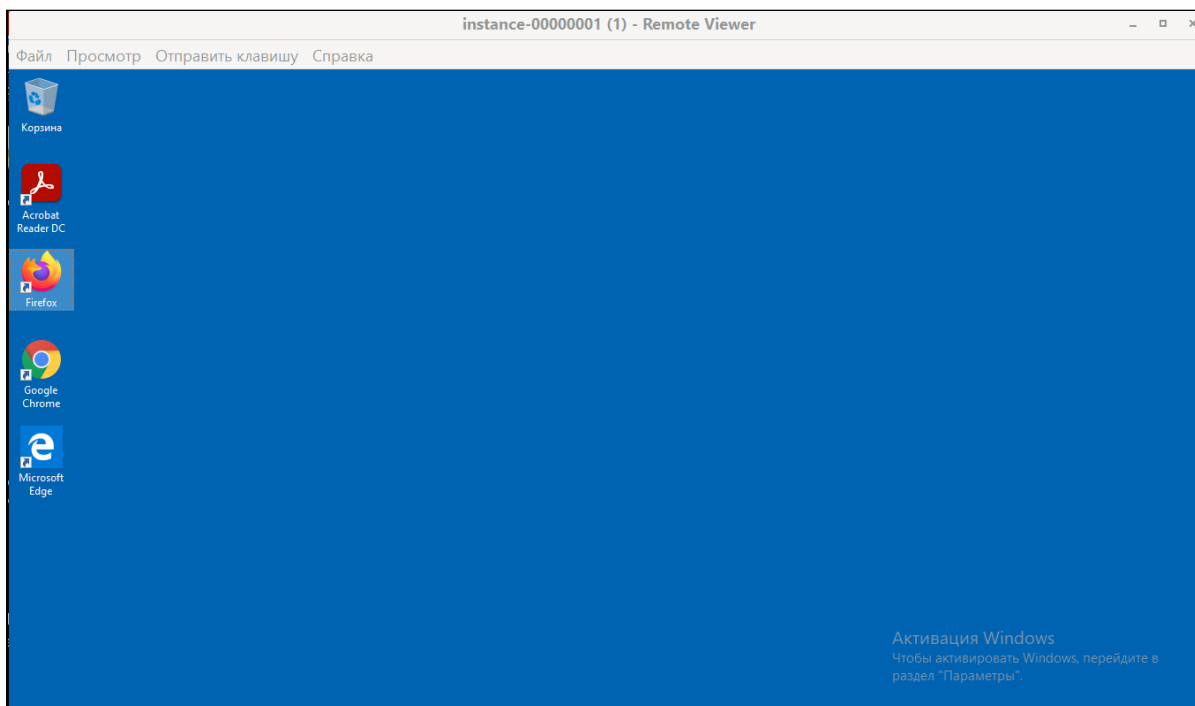 instance-00000001 (1) - Remote Viewer
Файл Просмотр Отправить клавишу Справка
Корзина
Acrobat
Reader DC
Firefox
Google
Chrome
Microsoft
Edge
Активация Windows
Чтобы активировать Windows, перейдите в
раздел "Параметры".